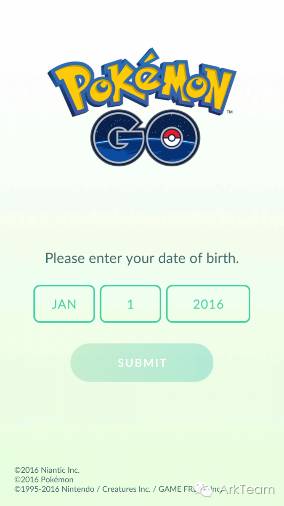 POKéMON
GO
TM
Please enter your date of birth.
JAN
1
2016
SUBMIT
©2016 Niantic Inc.
©2016 Pokémon
©1995-2016 Nintendo / Creatures Inc. / GAME FREAK Inc.
ArkTeam